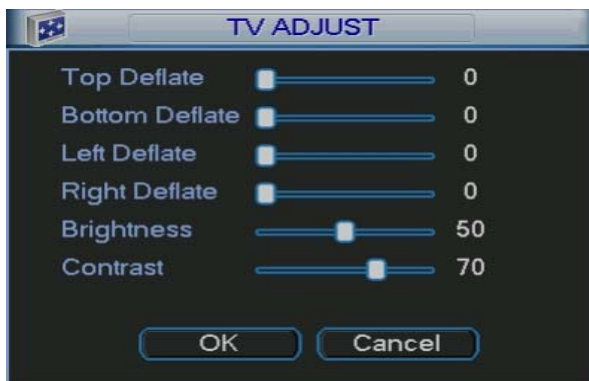 TV ADJUST
Top Deflate 0
Bottom Deflate 0
Left Deflate 0
Right Deflate 0
Brightness 50
Contrast 70
OK Cancel